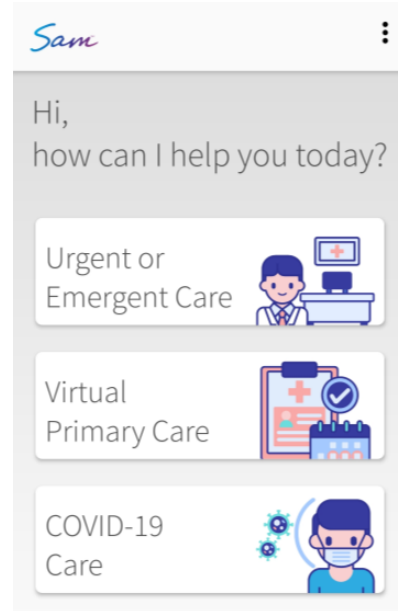 Sam
Hi,
how can I help you today?
Urgent or
Emergent Care
Virtual
Primary Care
COVID-19
Care